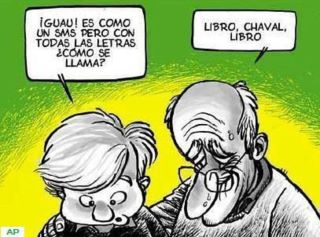 ¡GUAU! ES COMO
UN SMS PERO CON
TODAS LAS LETRAS
¿CÓMO SE
LLAMA?
LIBRO, CHAVAL,
LIBRO
AP